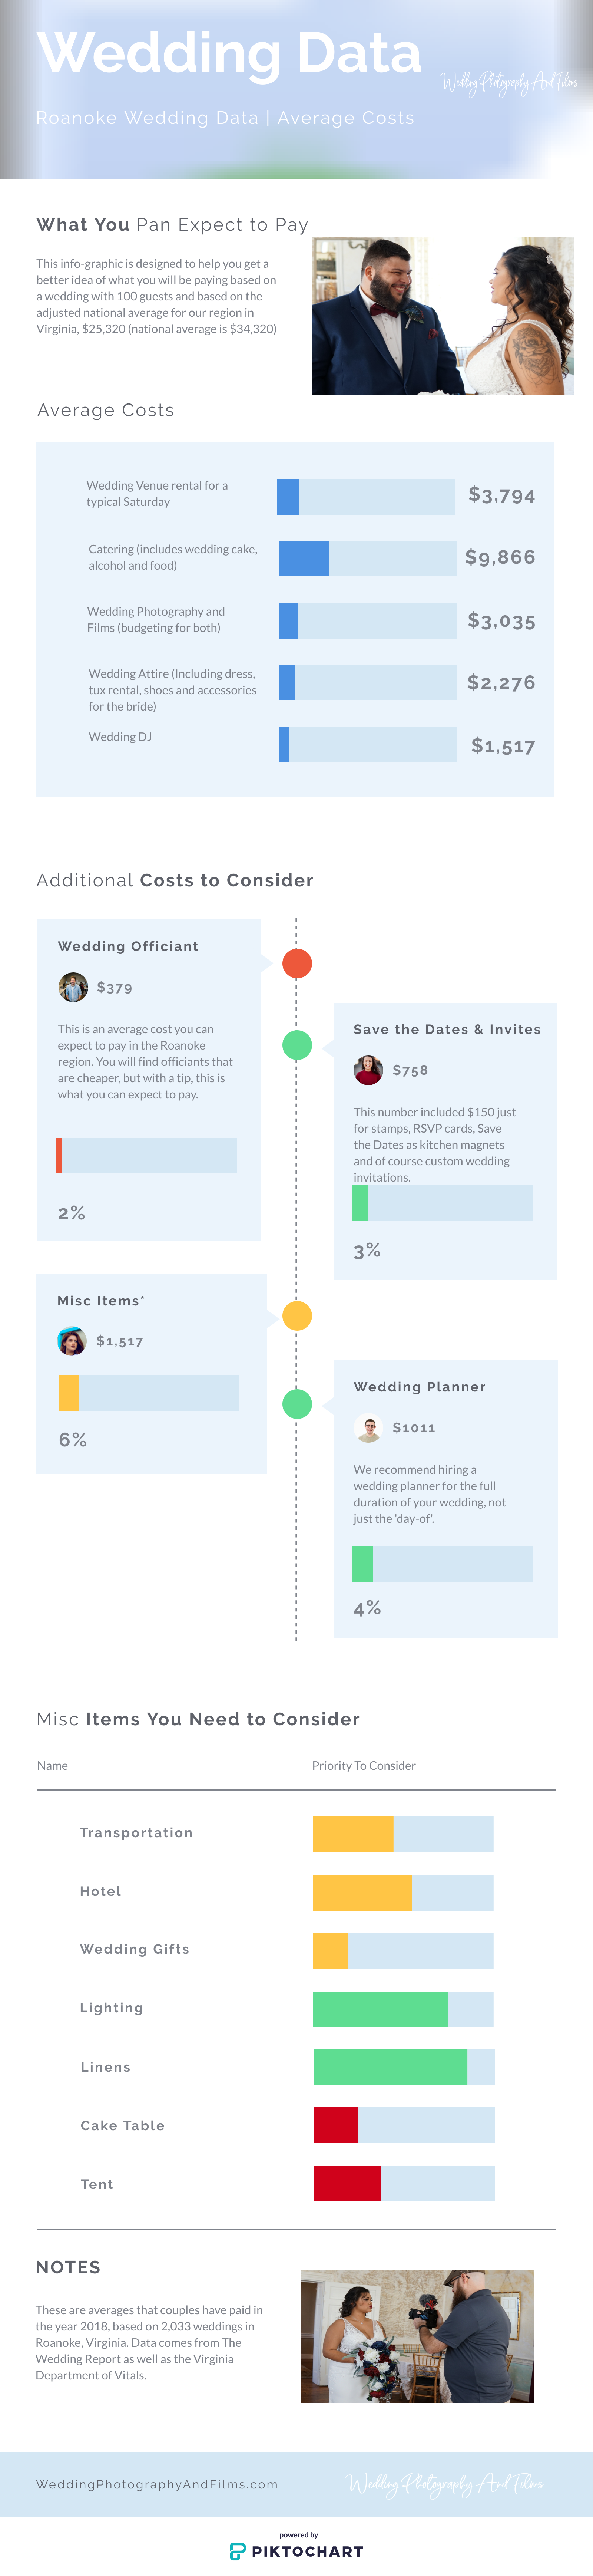 Wedding Data
Wedding Photography And Films
Roanoke Wedding Data | Average Costs
What You Pan Expect to Pay
This info-graphic is designed to help you get a
better idea of what you will be paying based on
a wedding with 100 guests and based on the
adjusted national average for our region in
Virginia, $25,320 (national average is $34,320)
Average Costs
Wedding Venue rental for a
typical Saturday
$3,794
Catering (includes wedding cake,
alcohol and food)
$9,866
Wedding Photography and
Films (budgeting for both)
$3,035
Wedding Attire (Including dress,
tux rental, shoes and accessories
for the bride)
$2,276
Wedding DJ
$1,517
Additional Costs to Consider
Wedding Officiant
$379
This is an average cost you can
expect to pay in the Roanoke
region. You will find officiants that
are cheaper, but with a tip, this is
what you can expect to pay.
2%
Save the Dates & Invites
$758
This number included $150 just
for stamps, RSVP cards, Save
the Dates as kitchen magnets
and of course custom wedding
invitations.
3%
Misc Items*
$1,517
6%
Wedding Planner
$1011
We recommend hiring a
wedding planner for the full
duration of your wedding, not
just the 'day-of'.
4%
Misc Items You Need to Consider
Name
Priority To Consider
Transportation
Hotel
Wedding Gifts
Lighting
Linens
Cake Table
Tent
NOTES
These are averages that couples have paid in
the year 2018, based on 2,033 weddings in
Roanoke, Virginia. Data comes from The
Wedding Report as well as the Virginia
Department of Vitals.
WeddingPhotographyAndFilms.com
Wedding Photography And Films
powered by
PIKTOCHART